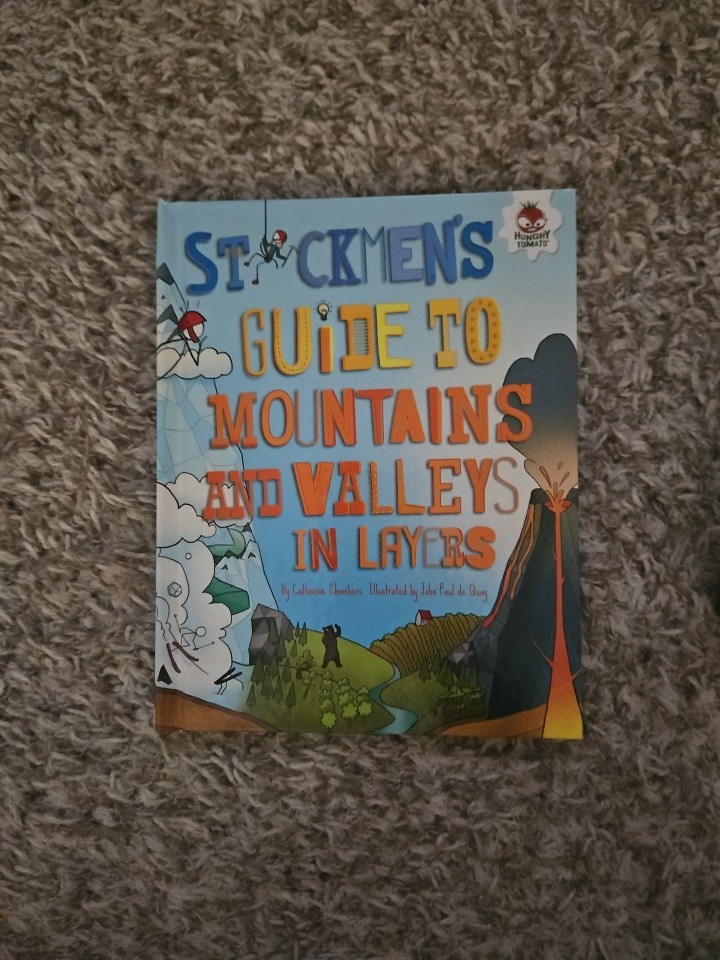 STICKMEN'S
HUNGRY
TOMATO
GUiDE TO
MOUNTAINS
AND VALLEYS
IN LAYERS
By Catherine Chambers Illustrated by John Paul de Quay